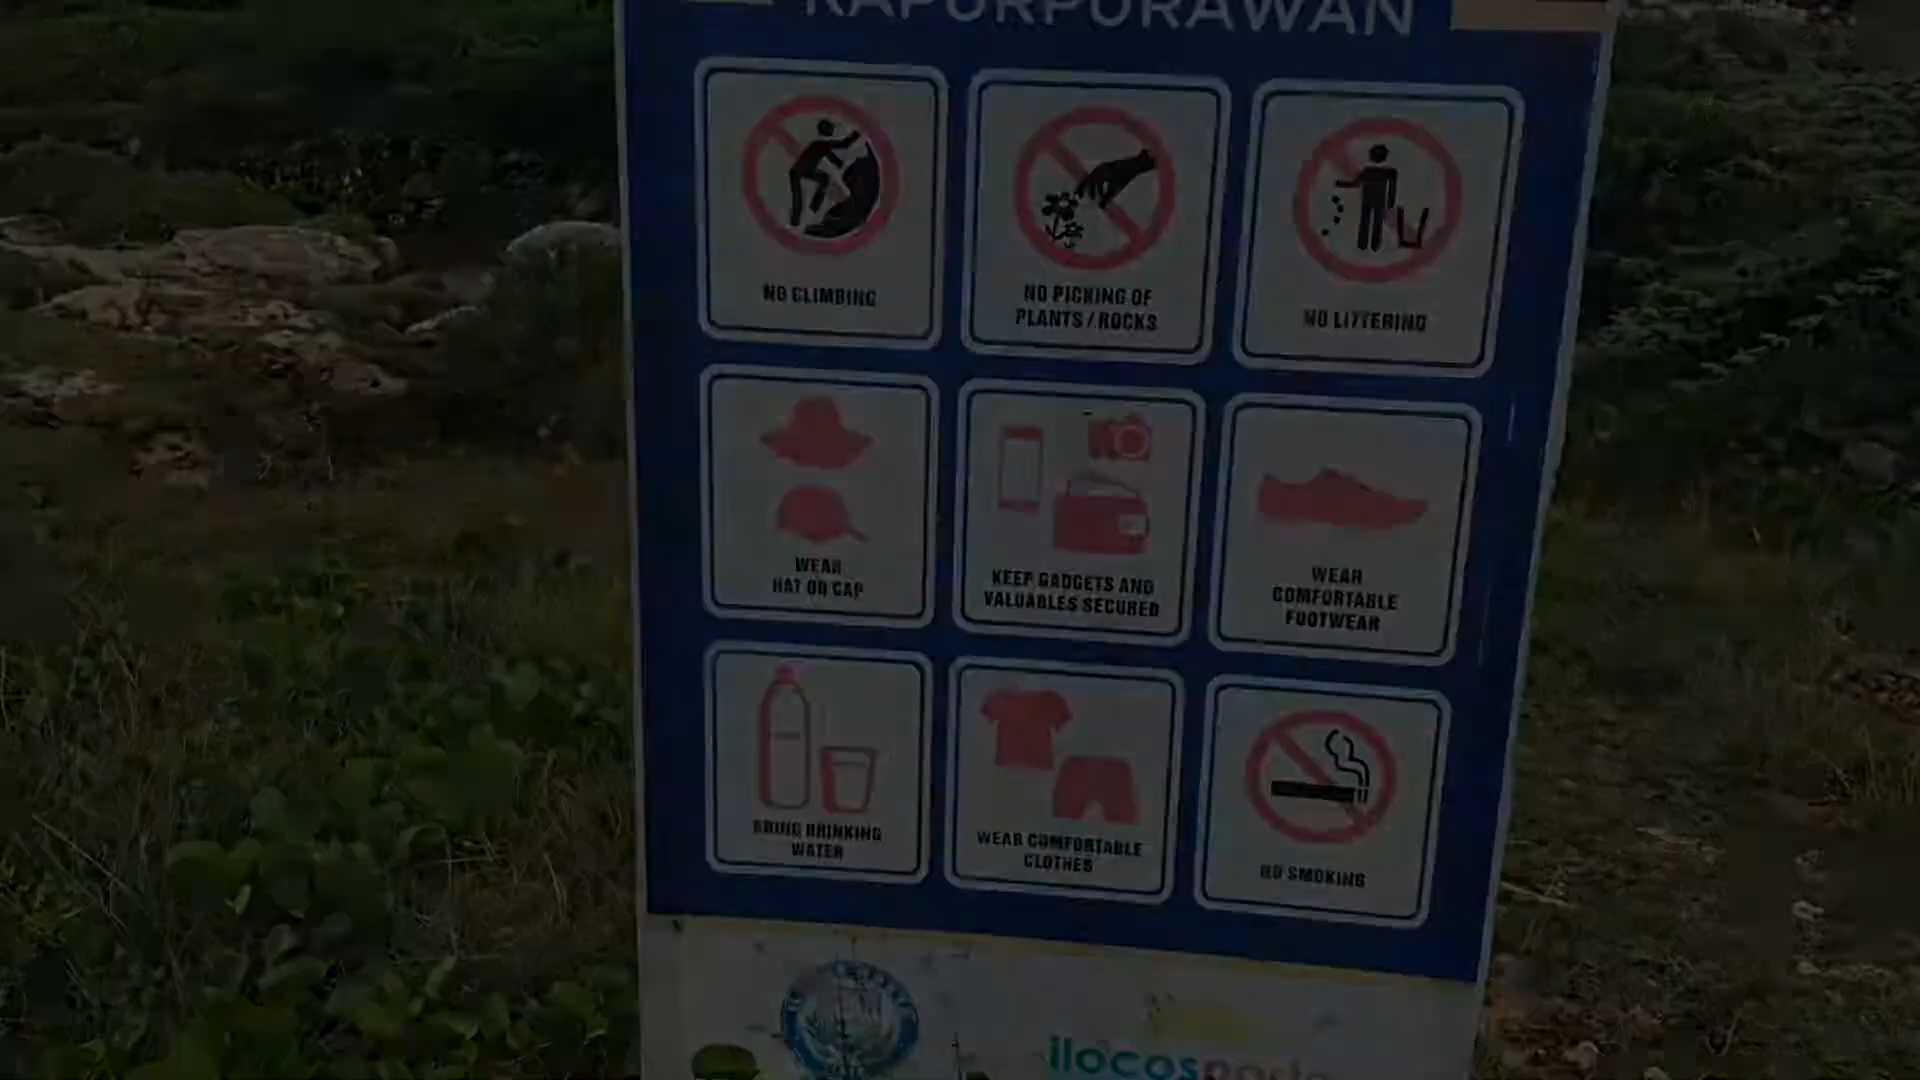 KAPURPURAWAN
NO CLIMBING
NO PICKING OF
PLANTS / ROCKS
NO LITTERING
WEAR
HAT OR CAP
KEEP GADGETS AND
VALUABLES SECURED
WEAR
COMFORTABLE
FOOTWEAR
BRING DRINKING
WATER
WEAR COMFORTABLE
CLOTHES
NO SMOKING
ilocosnorte